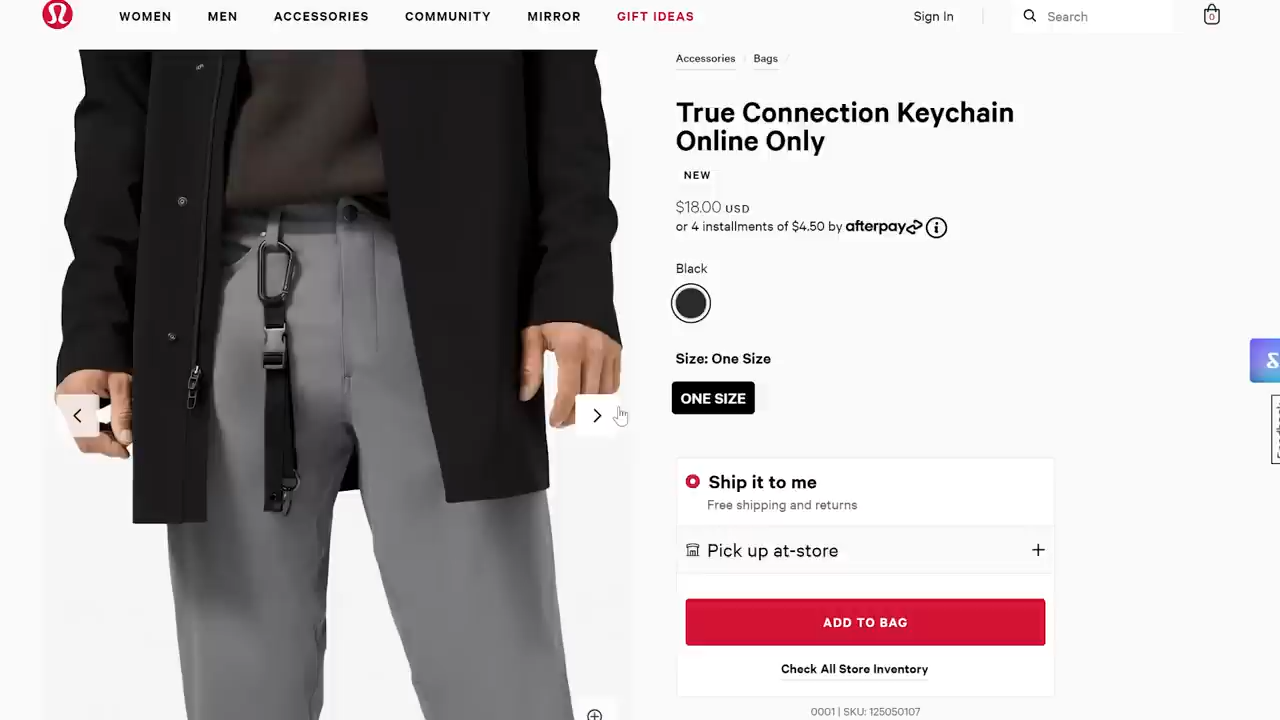 WOMEN MEN ACCESSORIES COMMUNITY MIRROR GIFT IDEAS Sign In Search 0
Accessories / Bags /
True Connection Keychain
Online Only
NEW
$18.00 USD
or 4 installments of $4.50 by afterpay
Black
Size: One Size
ONE SIZE
Ship it to me
Free shipping and returns
Pick up at-store
ADD TO BAG
Check All Store Inventory
0001 | SKU: 125050107